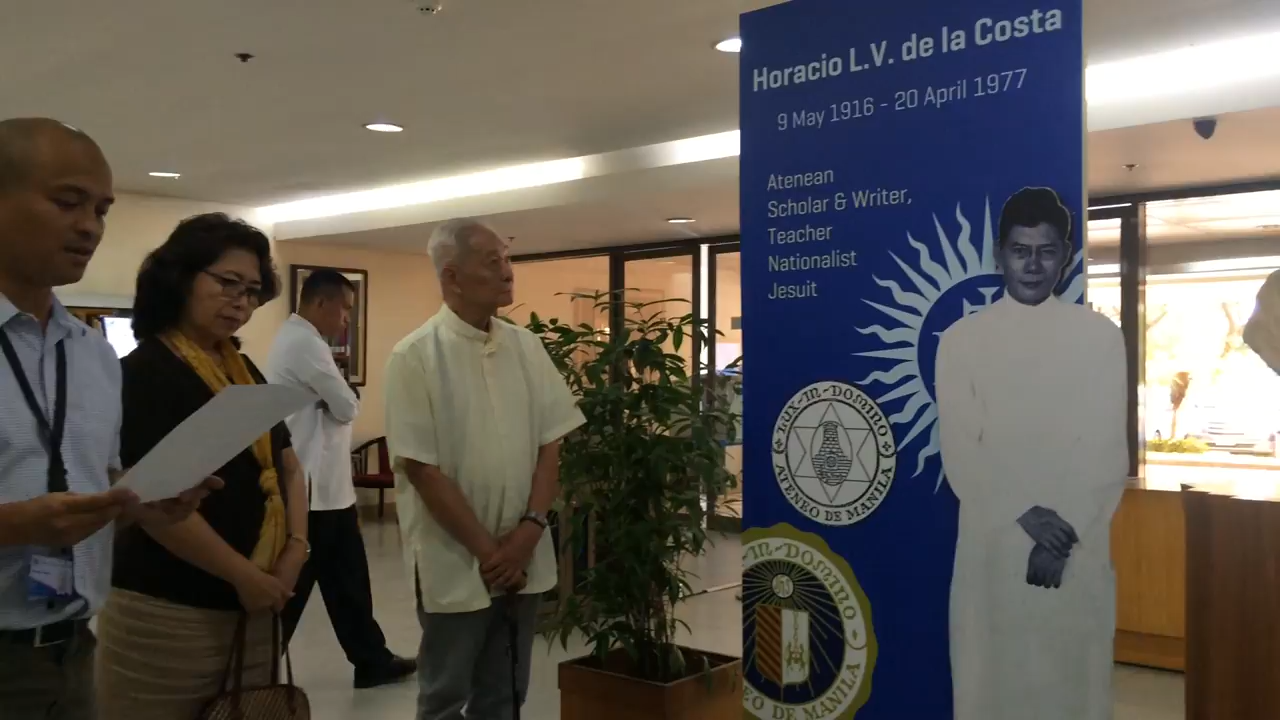 Horacio L.V. de la Costa
9 May 1916 - 20 April 1977
Atenean
Scholar & Writer,
Teacher
Nationalist
Jesuit
LUX-IN-DOMINO
ATENEO DE MANILA
-IN-DOMINO
NEO DE MANILA